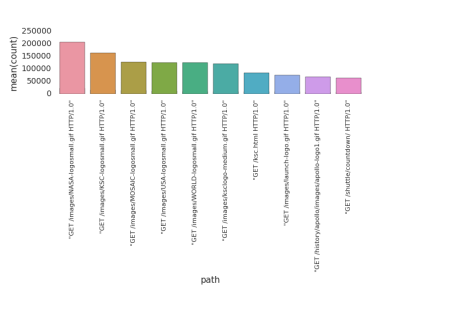 250000
200000
150000
100000
50000
0
mean(count)
"GET /images/NASA-logosmall.gif HTTP/1.0"
"GET /images/KSC-logosmall.gif HTTP/1.0"
"GET /images/MOSAIC-logosmall.gif HTTP/1.0"
"GET /images/USA-logosmall.gif HTTP/1.0"
"GET /images/WORLD-logosmall.gif HTTP/1.0"
"GET /images/ksclogo-medium.gif HTTP/1.0"
"GET /ksc.html HTTP/1.0"
"GET /images/launch-logo.gif HTTP/1.0"
"GET /history/apollo/images/apollo-logo1.gif HTTP/1.0"
"GET /shuttle/countdown/ HTTP/1.0"
path